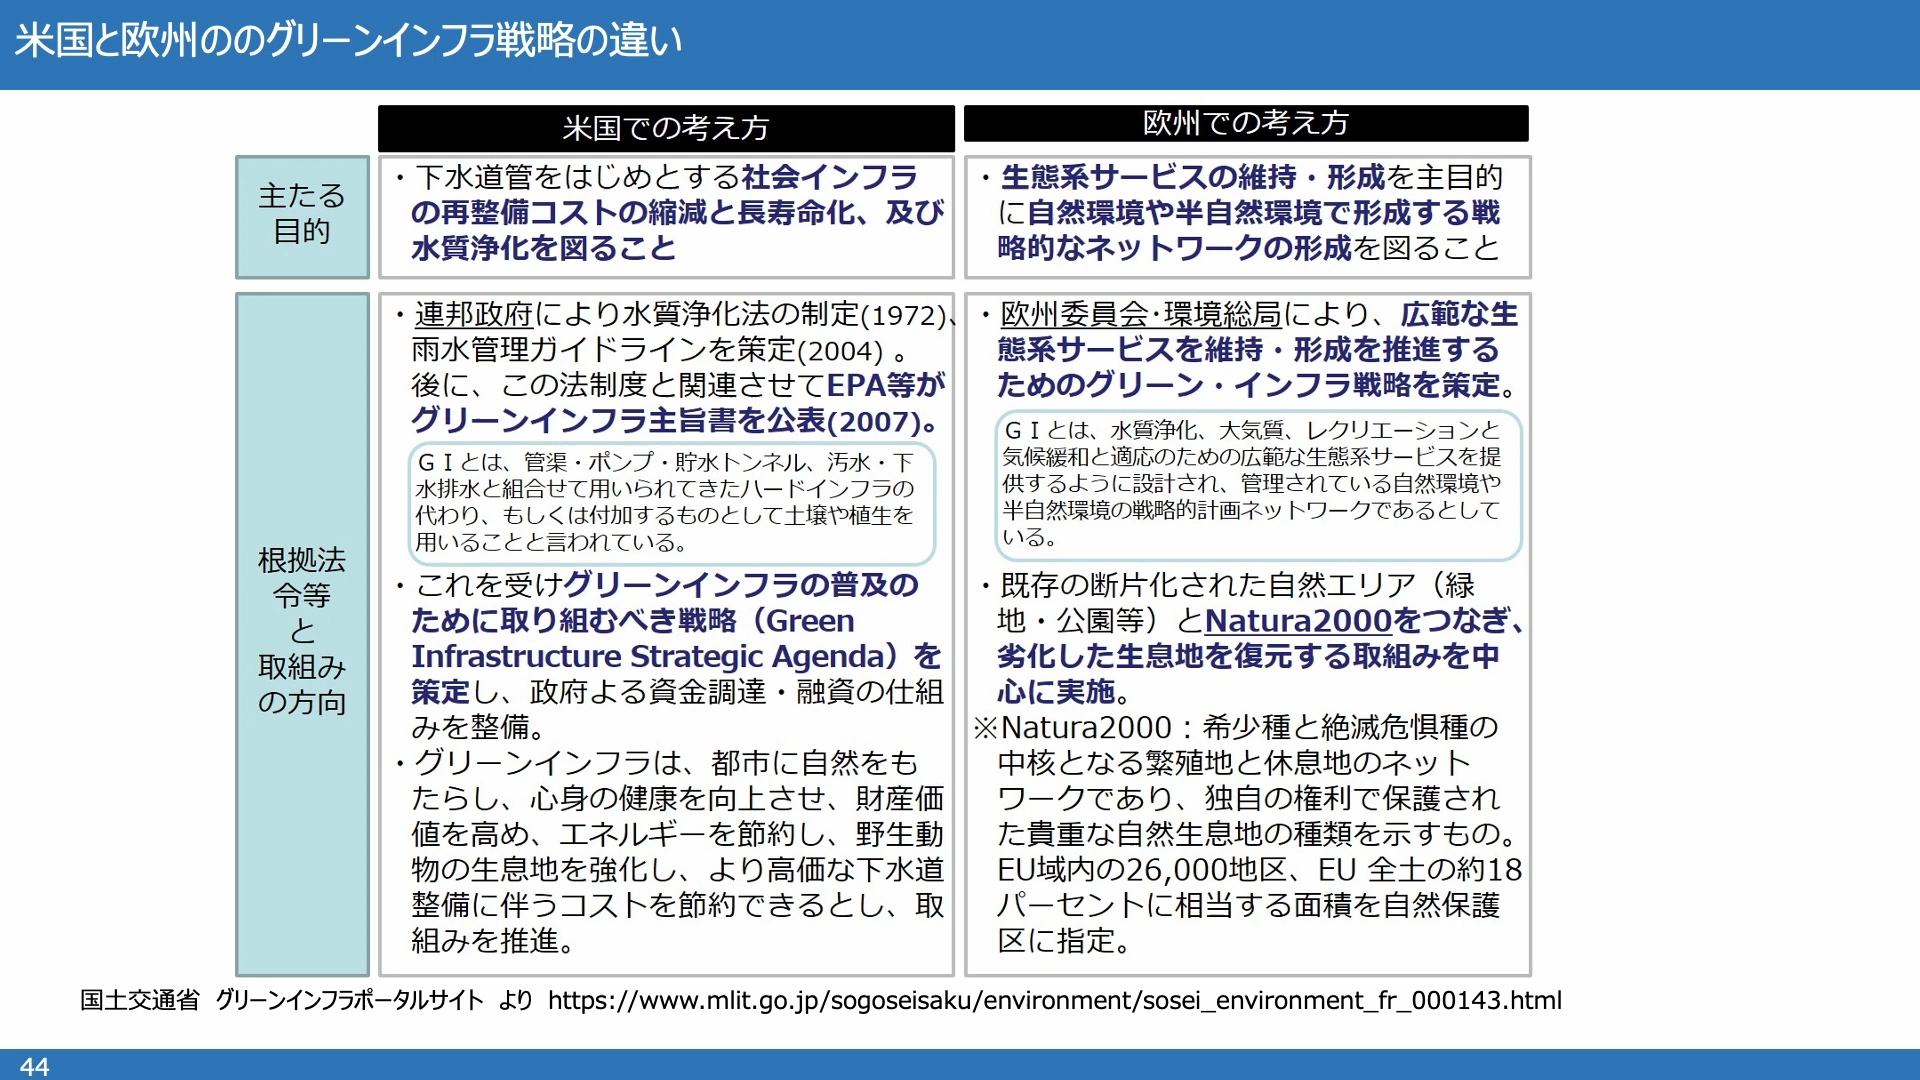 米国と欧州ののグリーンインフラ戦略の違い
米国での考え方
欧州での考え方
主たる
目的
・下水道管をはじめとする社会インフラ
の再整備コストの縮減と長寿命化、及び
水質浄化を図ること
・生態系サービスの維持・形成を主目的
に自然環境や半自然環境で形成する戦
略的なネットワークの形成を図ること
根拠法
令等
と
取組み
の方向
・連邦政府により水質浄化法の制定(1972)、
雨水管理ガイドラインを策定(2004) 。
後に、この法制度と関連させてEPA等が
グリーンインフラ主旨書を公表(2007)。
ＧＩとは、管渠・ポンプ・貯水トンネル、汚水・下
水排水と組合せて用いられてきたハードインフラの
代わり、もしくは付加するものとして土壌や植生を
用いることと言われている。
・これを受けグリーンインフラの普及の
ために取り組むべき戦略（Green
Infrastructure Strategic Agenda）を
策定し、政府よる資金調達・融資の仕組
みを整備。
・グリーンインフラは、都市に自然をも
たらし、心身の健康を向上させ、財産価
値を高め、エネルギーを節約し、野生動
物の生息地を強化し、より高価な下水道
整備に伴うコストを節約できるとし、取
組みを推進。
・欧州委員会･環境総局により、広範な生
態系サービスを維持・形成を推進する
ためのグリーン・インフラ戦略を策定。
ＧＩとは、水質浄化、大気質、レクリエーションと
気候緩和と適応のための広範な生態系サービスを提
供するように設計され、管理されている自然環境や
半自然環境の戦略的計画ネットワークであるとして
いる。
・既存の断片化された自然エリア（緑
地・公園等）とNatura2000をつなぎ、
劣化した生息地を復元する取組みを中
心に実施。
※Natura2000：希少種と絶滅危惧種の
中核となる繁殖地と休息地のネット
ワークであり、独自の権利で保護され
た貴重な自然生息地の種類を示すもの。
EU域内の26,000地区、EU 全土の約18
パーセントに相当する面積を自然保護
区に指定。
国土交通省　グリーンインフラポータルサイト　より　https://www.mlit.go.jp/sogoseisaku/environment/sosei_environment_fr_000143.html
44